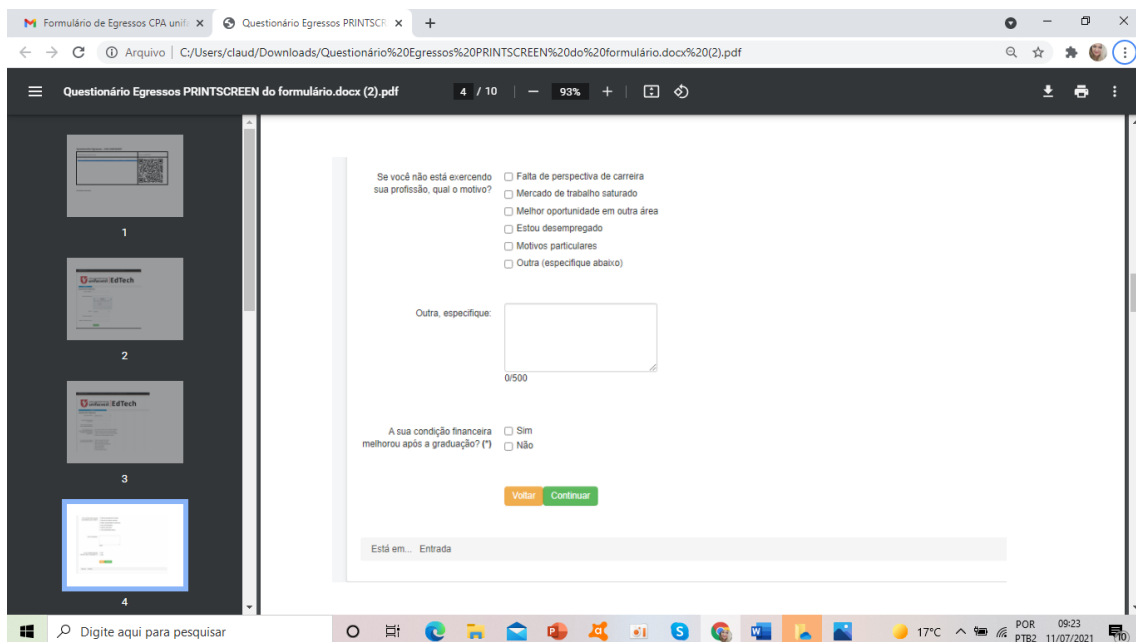 Formulário de Egressos CPA unifa
Questionário Egressos PRINTSCR
Arquivo | C:/Users/claud/Downloads/Questionário%20Egressos%20PRINTSCREEN%20do%20formulário.docx%20(2).pdf
Questionário Egressos PRINTSCREEN do formulário.docx (2).pdf
4 / 10
93%
1
EdTech
2
EdTech
3
4
Se você não está exercendo
sua profissão, qual o motivo?
Falta de perspectiva de carreira
Mercado de trabalho saturado
Melhor oportunidade em outra área
Estou desempregado
Motivos particulares
Outra (especifique abaixo)
Outra, especifique:
0/500
A sua condição financeira
melhorou após a graduação? (*)
Sim
Não
Voltar
Continuar
Está em... Entrada
Digite aqui para pesquisar
17°C
POR
PTB2
09:23
11/07/2021